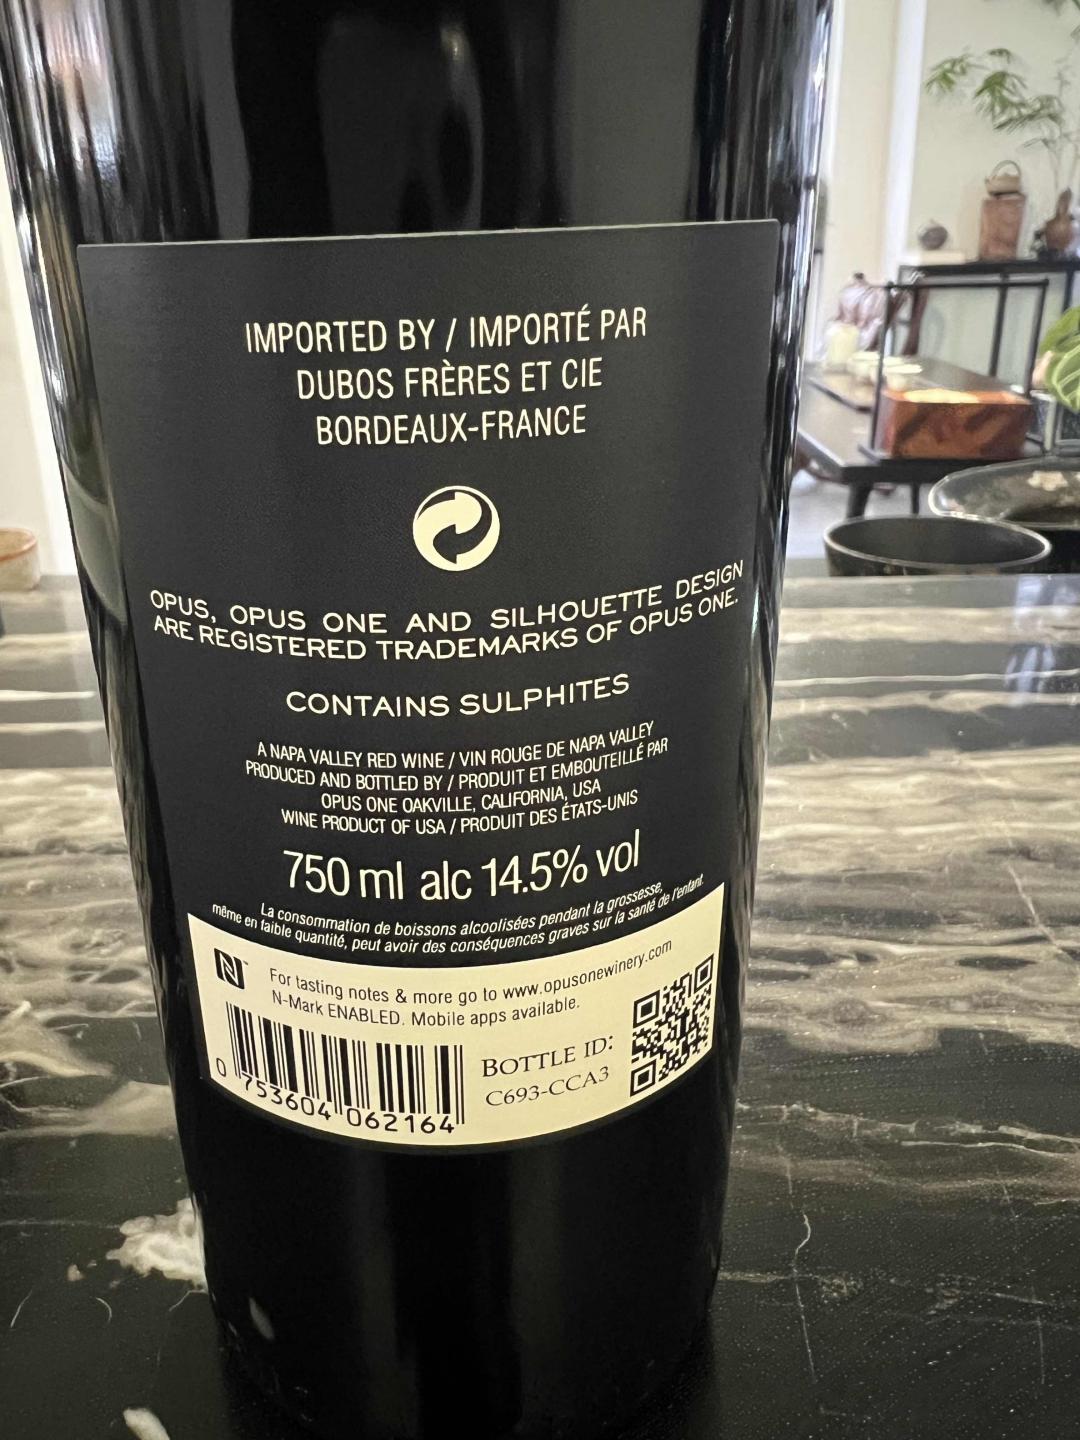 IMPORTED BY / IMPORTÉ PAR
DUBOS FRÈRES ET CIE
BORDEAUX-FRANCE
OPUS, OPUS ONE AND SILHOUETTE DESIGN
ARE REGISTERED TRADEMARKS OF OPUS ONE.
CONTAINS SULPHITES
A NAPA VALLEY RED WINE / VIN ROUGE DE NAPA VALLEY
PRODUCED AND BOTTLED BY / PRODUIT ET EMBOUTEILLÉ PAR
OPUS ONE OAKVILLE, CALIFORNIA, USA
WINE PRODUCT OF USA / PRODUIT DES ÉTATS-UNIS
750 ml alc 14.5% vol
La consommation de boissons alcoolisées pendant la grossesse,
même en faible quantité, peut avoir des conséquences graves sur la santé de l'enfant.
N™
For tasting notes & more go to www.opusonewinery.com
N-Mark ENABLED. Mobile apps available.
BOTTLE ID:
C693-CCA3
0 753604 062164